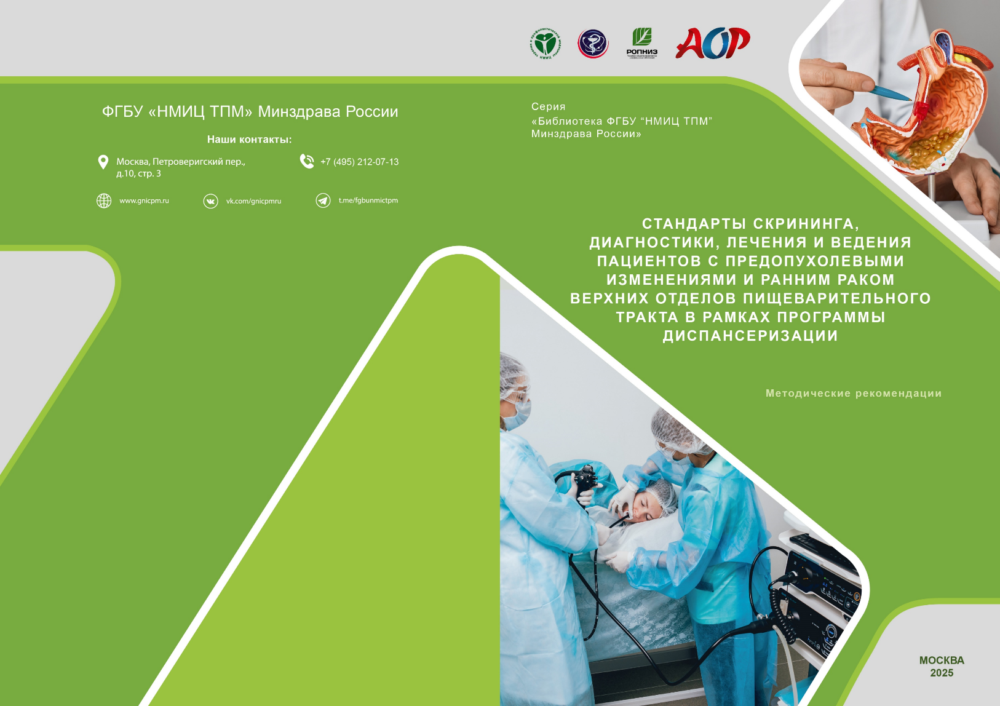 ФГБУ «НМИЦ ТПМ» Минздрава России
Наши контакты:
Москва, Петроверигский пер.,
д.10, стр. 3
+7 (495) 212-07-13
www.gnicpm.ru
vk.com/gnicpmru
t.me/fgbunmictpm
РОПНИЗ
АОР
Серия
«Библиотека ФГБУ “НМИЦ ТПМ”
Минздрава России»
СТАНДАРТЫ СКРИНИНГА,
ДИАГНОСТИКИ, ЛЕЧЕНИЯ И ВЕДЕНИЯ
ПАЦИЕНТОВ С ПРЕДОПУХОЛЕВЫМИ
ИЗМЕНЕНИЯМИ И РАННИМ РАКОМ
ВЕРХНИХ ОТДЕЛОВ ПИЩЕВАРИТЕЛЬНОГО
ТРАКТА В РАМКАХ ПРОГРАММЫ
ДИСПАНСЕРИЗАЦИИ
Методические рекомендации
МОСКВА
2025